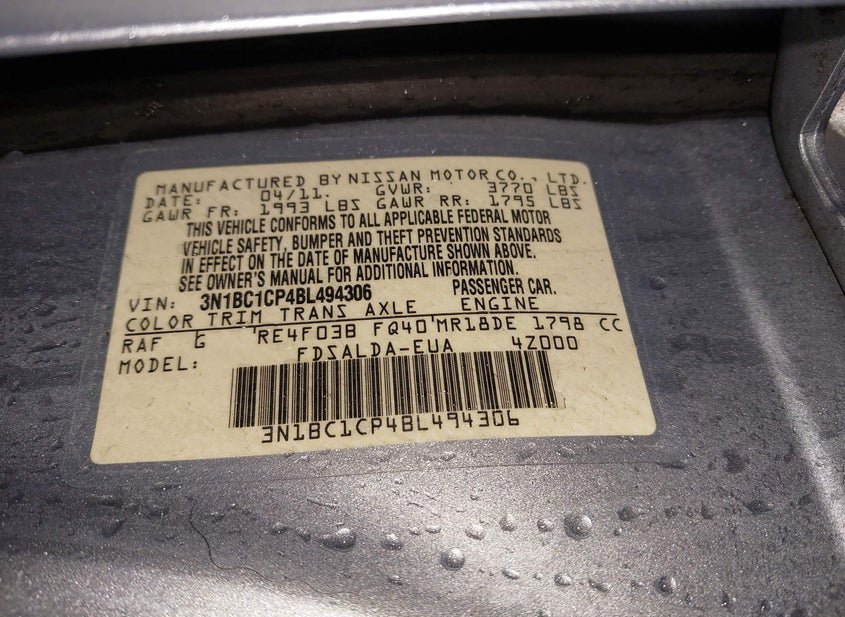 MANUFACTURED BY NISSAN MOTOR CO., LTD.
DATE: 04/11. GVWR: 3770 LBS
GAWR FR: 1993 LBS GAWR RR: 1795 LBS
THIS VEHICLE CONFORMS TO ALL APPLICABLE FEDERAL MOTOR
VEHICLE SAFETY, BUMPER AND THEFT PREVENTION STANDARDS
IN EFFECT ON THE DATE OF MANUFACTURE SHOWN ABOVE.
SEE OWNER'S MANUAL FOR ADDITIONAL INFORMATION.
VIN: 3N1BC1CP4BL494306 PASSENGER CAR.
COLOR TRIM TRANS AXLE ENGINE
RAF G RE4F03B FQ40 MR18DE 1798 CC
MODEL: FDSALDA-EUA 4Z000
3N1BC1CP4BL494306